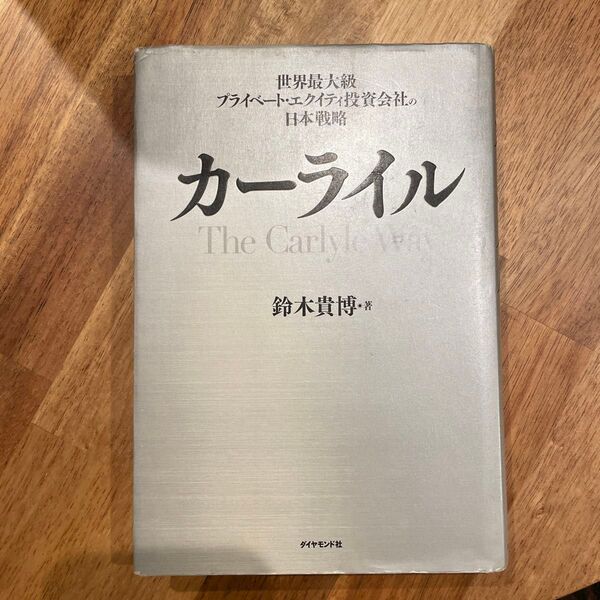 世界最大級
プライベート・エクイティ投資会社の
日本戦略
カーライル
The Carlyle Way
鈴木貴博・著
ダイヤモンド社